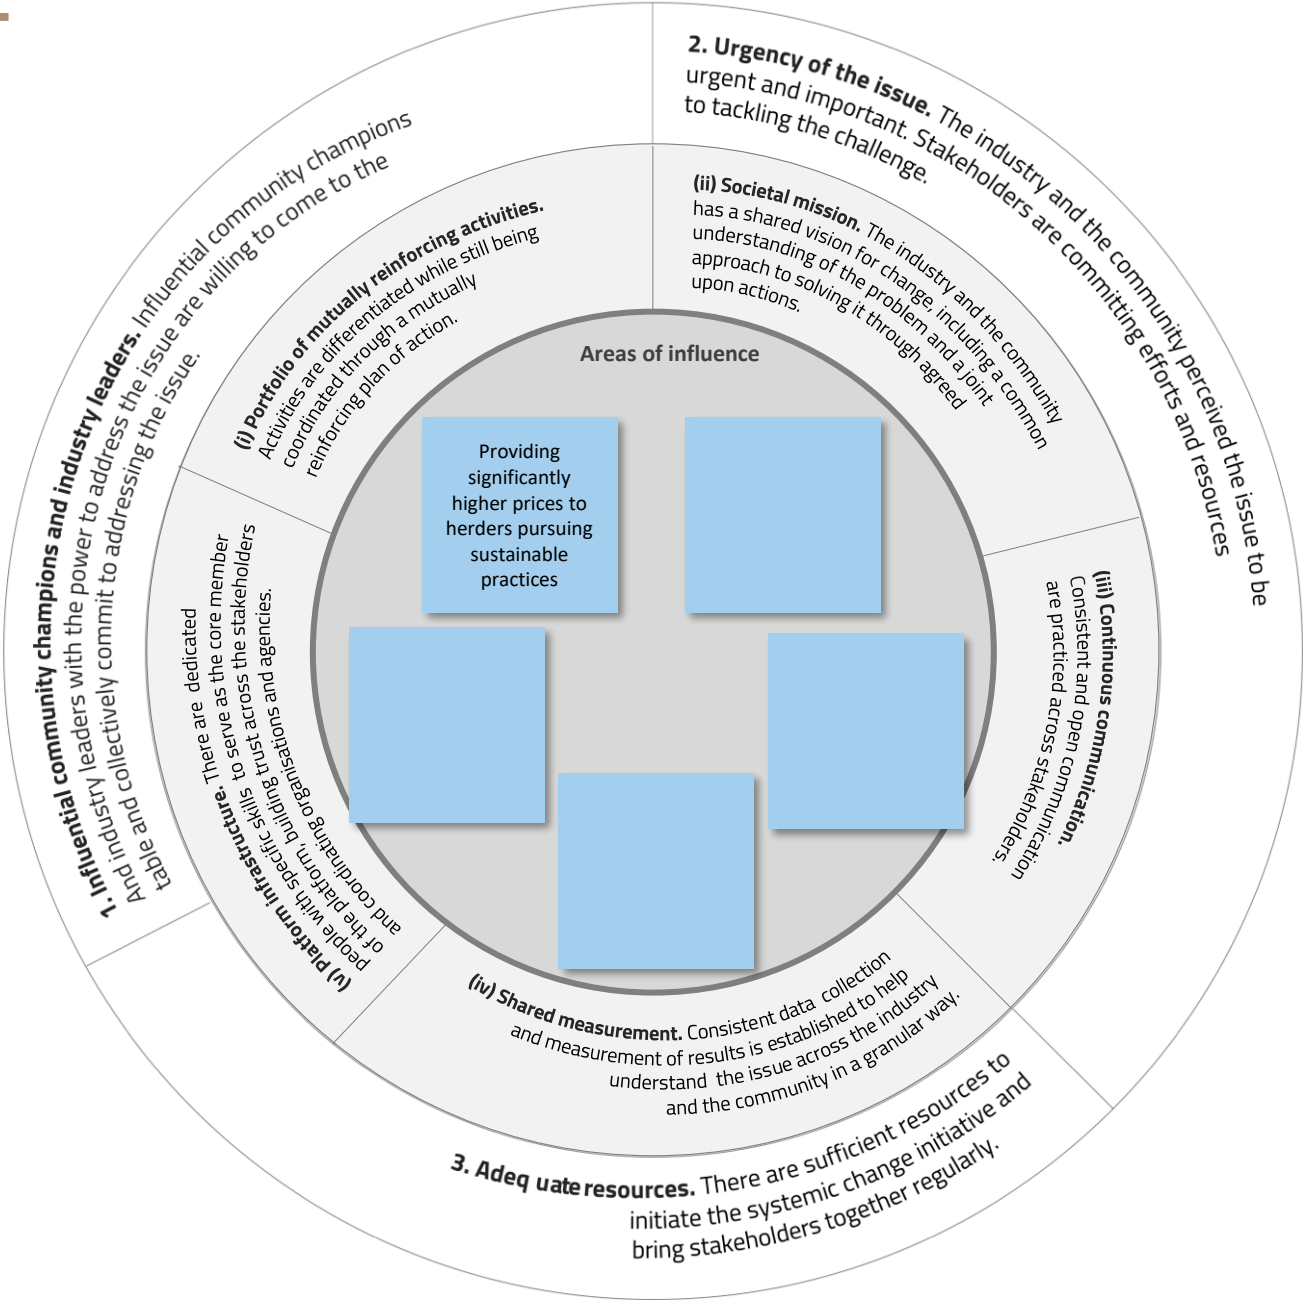 1. Influential community champions and industry leaders. Influential community champions
And industry leaders with the power to address the issue are willing to come to the
table and collectively commit to addressing the issue.
2. Urgency of the issue. The industry and the community perceived the issue to be
urgent and important. Stakeholders are committing efforts and resources
to tackling the challenge.
3. Adeq uate resources. There are sufficient resources to
initiate the systemic change initiative and
bring stakeholders together regularly.
(i) Portfolio of mutually reinforcing activities.
Activities are differentiated while still being
coordinated through a mutually
reinforcing plan of action.
(ii) Societal mission. The industry and the community
has a shared vision for change, including a common
understanding of the problem and a joint
approach to solving it through agreed
upon actions.
(iii) Continuous communication.
Consistent and open communication
are practiced across stakeholders.
(iv) Shared measurement. Consistent data collection
and measurement of results is established to help
understand the issue across the industry
and the community in a granular way.
(v) Platform infrastructure. There are dedicated
people with specific skills to serve as the core member
of the platform, building trust across the stakeholders
and coordinating organisations and agencies.
Areas of influence
Providing
significantly
higher prices to
herders pursuing
sustainable
practices